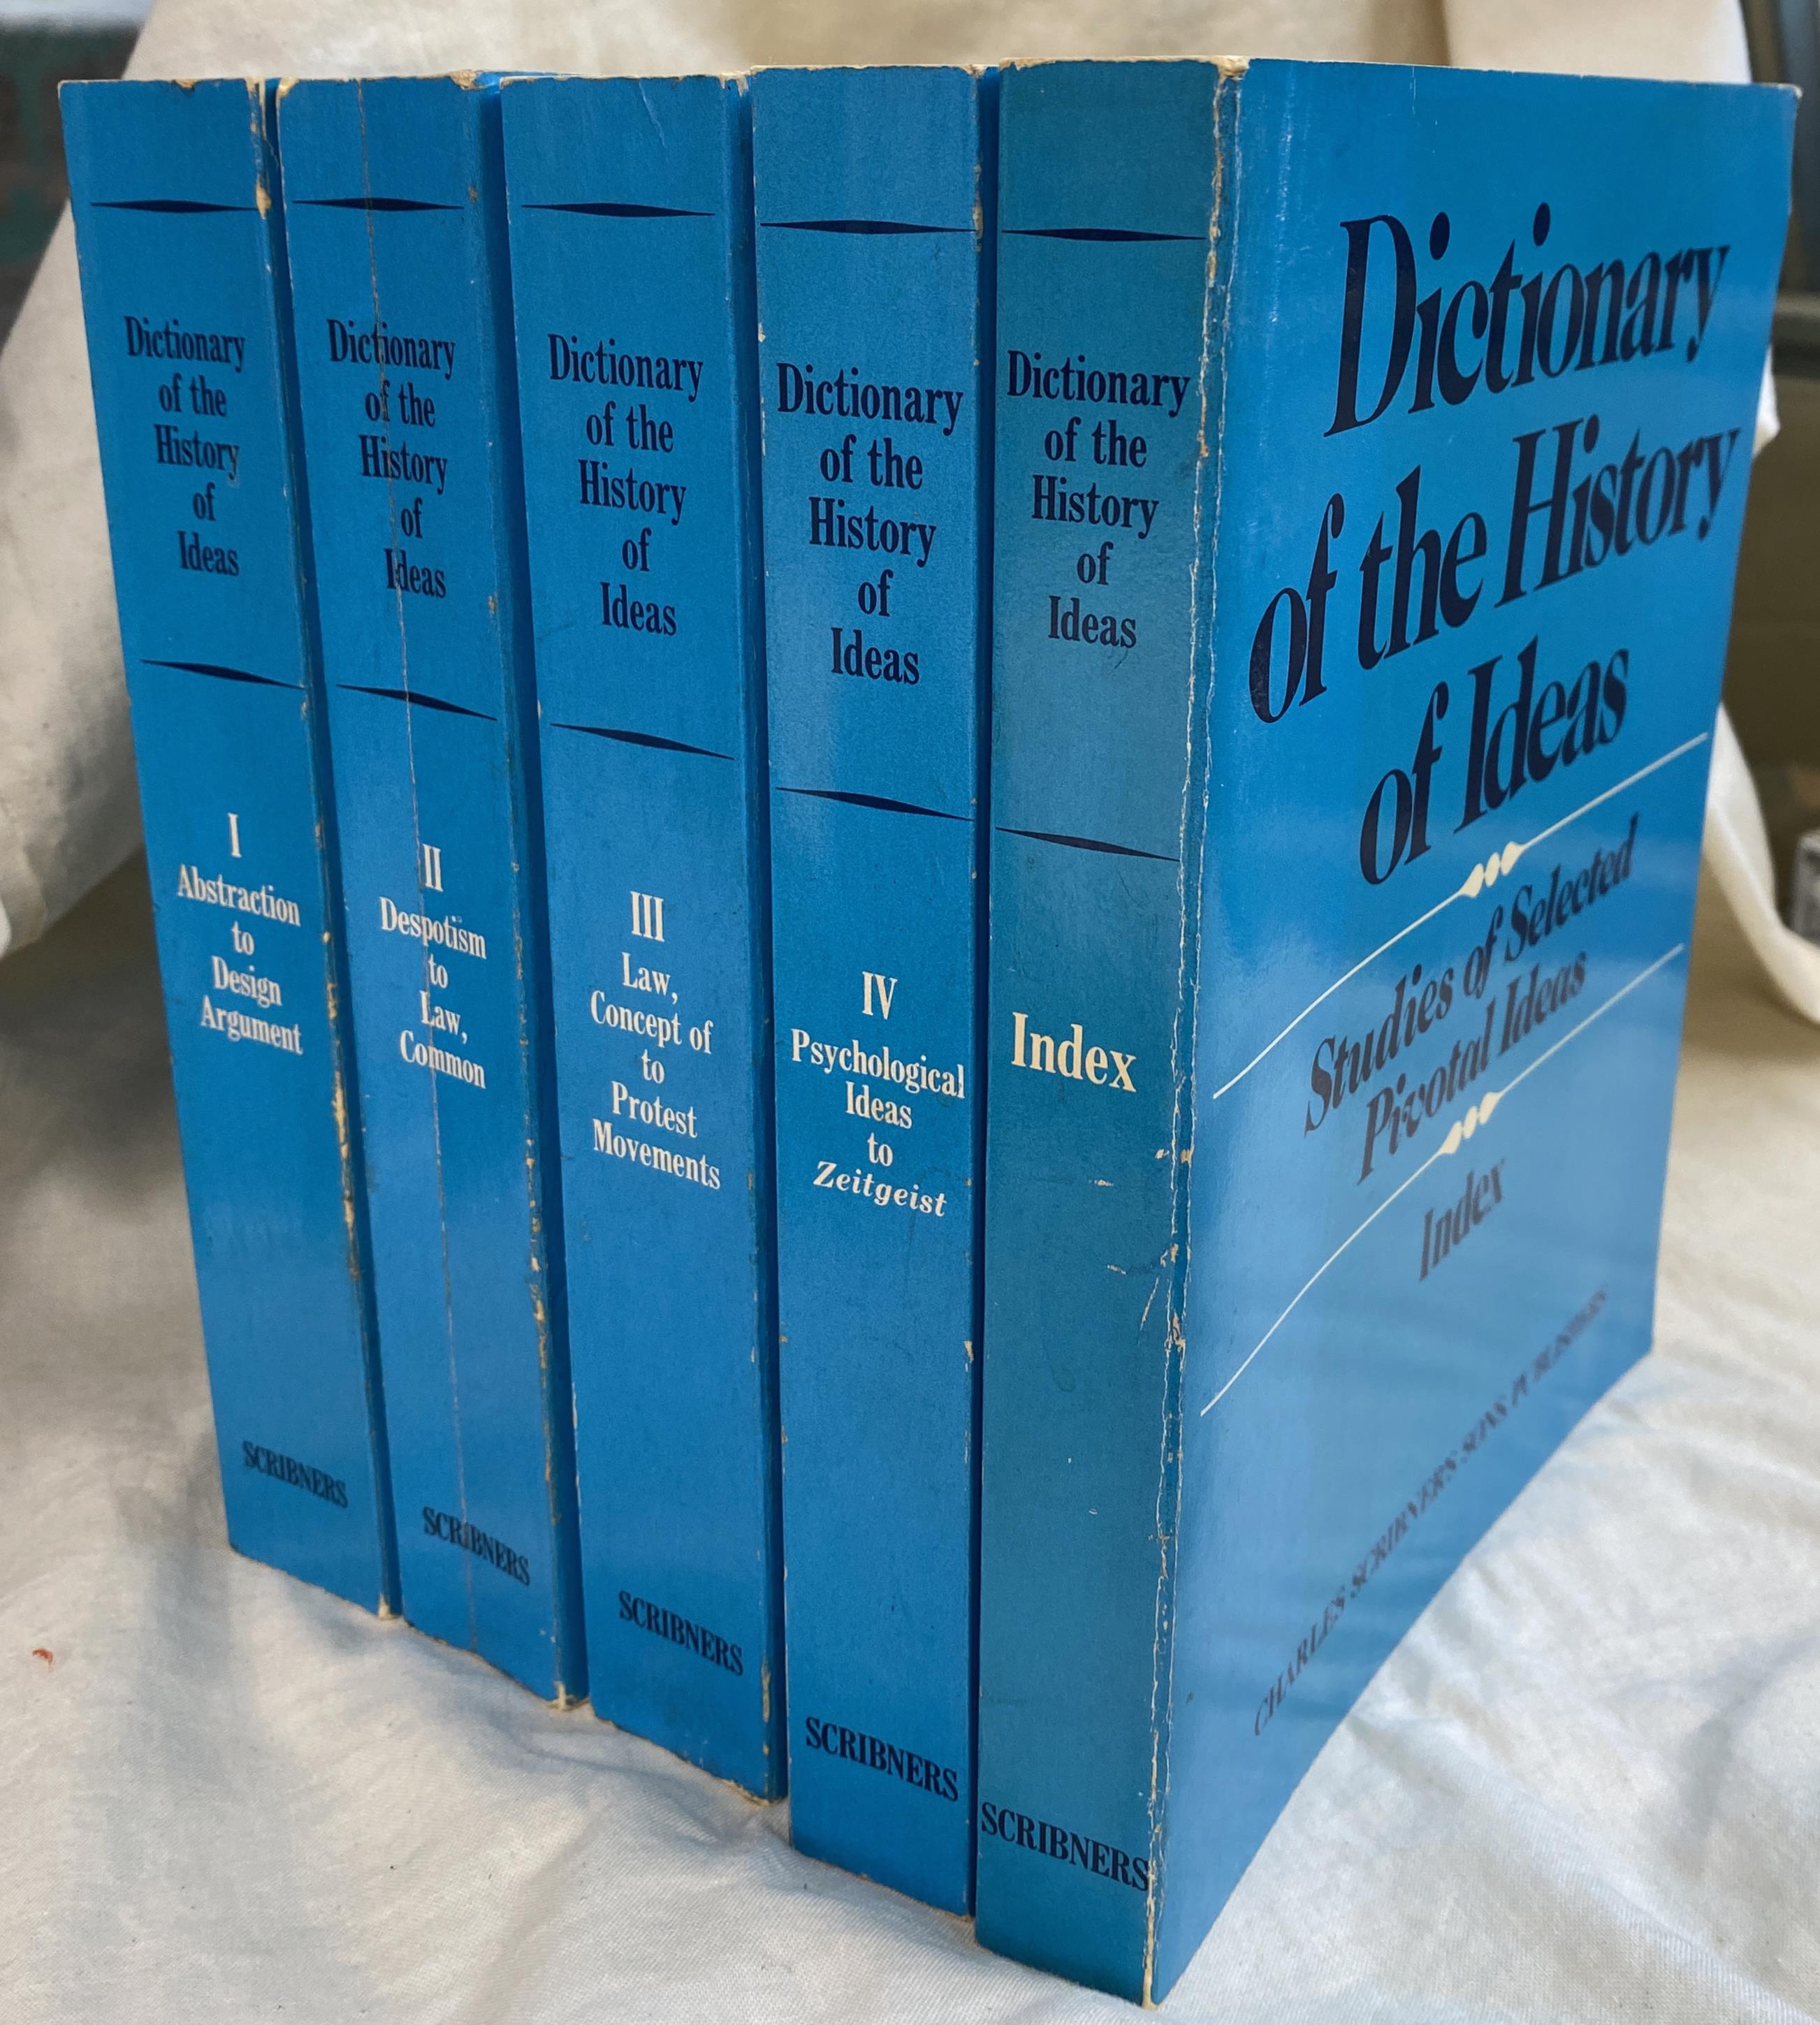 Dictionary
of the
History
of
Ideas
I
Abstraction
to
Design
Argument
SCRIBNERS
Dictionary
of the
History
of
Ideas
II
Despotism
to
Law,
Common
SCRIBNERS
Dictionary
of the
History
of
Ideas
III
Law,
Concept of
to
Protest
Movements
SCRIBNERS
Dictionary
of the
History
of
Ideas
IV
Psychological
Ideas
to
Zeitgeist
SCRIBNERS
Dictionary
of the
History
of
Ideas
Index
SCRIBNERS
Dictionary
of the History
of Ideas
Studies of Selected
Pivotal Ideas
Index
CHARLES SCRIBNER'S SONS PUBLISHERS